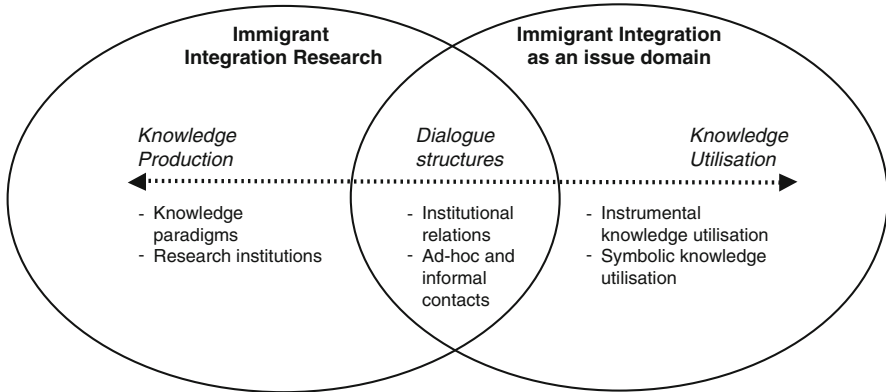 Immigrant
Integration Research
Immigrant Integration
as an issue domain
Knowledge
Production
Dialogue
structures
Knowledge
Utilisation
- Knowledge
paradigms
- Research institutions
- Institutional
relations
- Ad-hoc and
informal
contacts
- Instrumental
knowledge utilisation
- Symbolic knowledge
utilisation